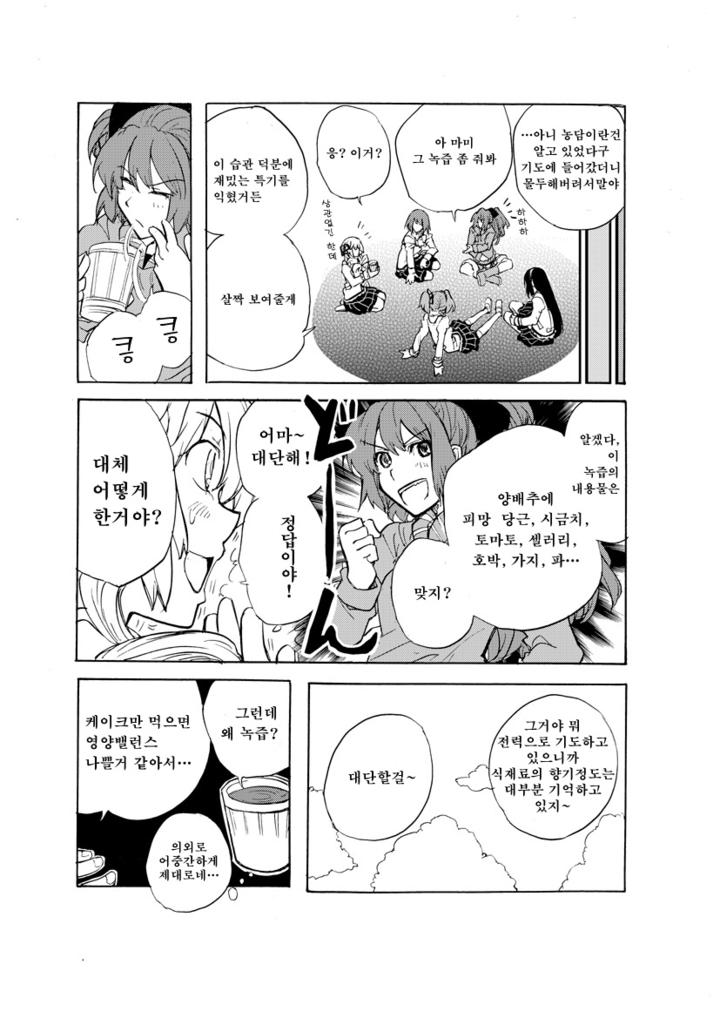 …아니 농담이란건
알고 있었다구
기도에 들어갔더니
몰두해버려서말야
하하하
아 마미
그 녹즙 좀 줘봐
응? 이거?
상관없긴 한데
이 습관 덕분에
재밌는 특기를
익혔거든
살짝 보여줄게
킁
킁
알겠다,
이
녹즙의
내용물은
양배추에
피망 당근, 시금치,
토마토, 셀러리,
호박, 가지, 파…
맞지?
どーん
어마~
대단해!
정답이야!
대체
어떻게
한거야?
그거야 뭐
전력으로 기도하고
있으니까
식재료의 향기정도는
대부분 기억하고
있지~
대단할걸~
그런데
왜 녹즙?
케이크만 먹으면
영양밸런스
나쁠거 같아서…
의외로
어중간하게
제대로네…